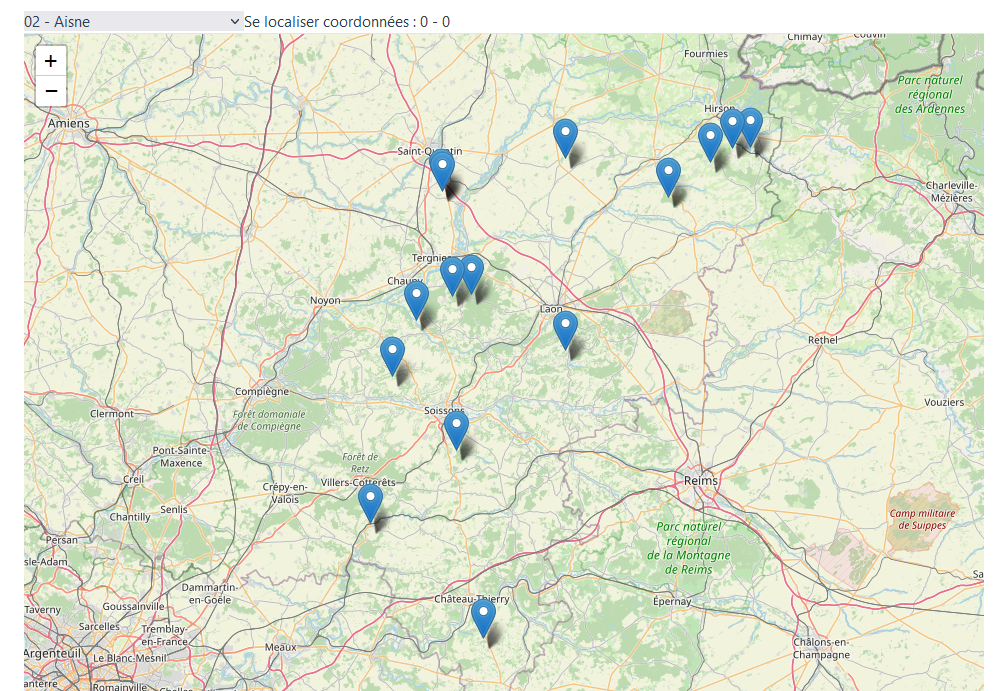 02 - Aisne
Se localiser coordonnées : 0 - 0
+
−
Chimay
Couvin
Fourmies
Parc naturel
régional
des Ardennes
Hirson
Amiens
Saint-Quentin
Charleville-
Mézières
Tergnier
Chauny
Noyon
Laon
Rethel
Compiègne
Vouziers
Clermont
Forêt domaniale
de Compiègne
Soissons
Pont-Sainte-
Maxence
Forêt de
Retz
Creil
Villers-Cotterêts
Reims
Crépy-en-
Valois
Chantilly
Senlis
Camp militaire
de Suippes
Parc naturel
régional
de la Montagne
de Reims
Persan
sle-Adam
Sa
Dammartin-
en-Goële
Château-Thierry
Épernay
Taverny
Goussainville
Sarcelles
Tremblay-
en-France
Meaux
Châlons-en-
Champagne
Argenteuil
Le Blanc-Mesnil
anterre
Romainville
Chelles